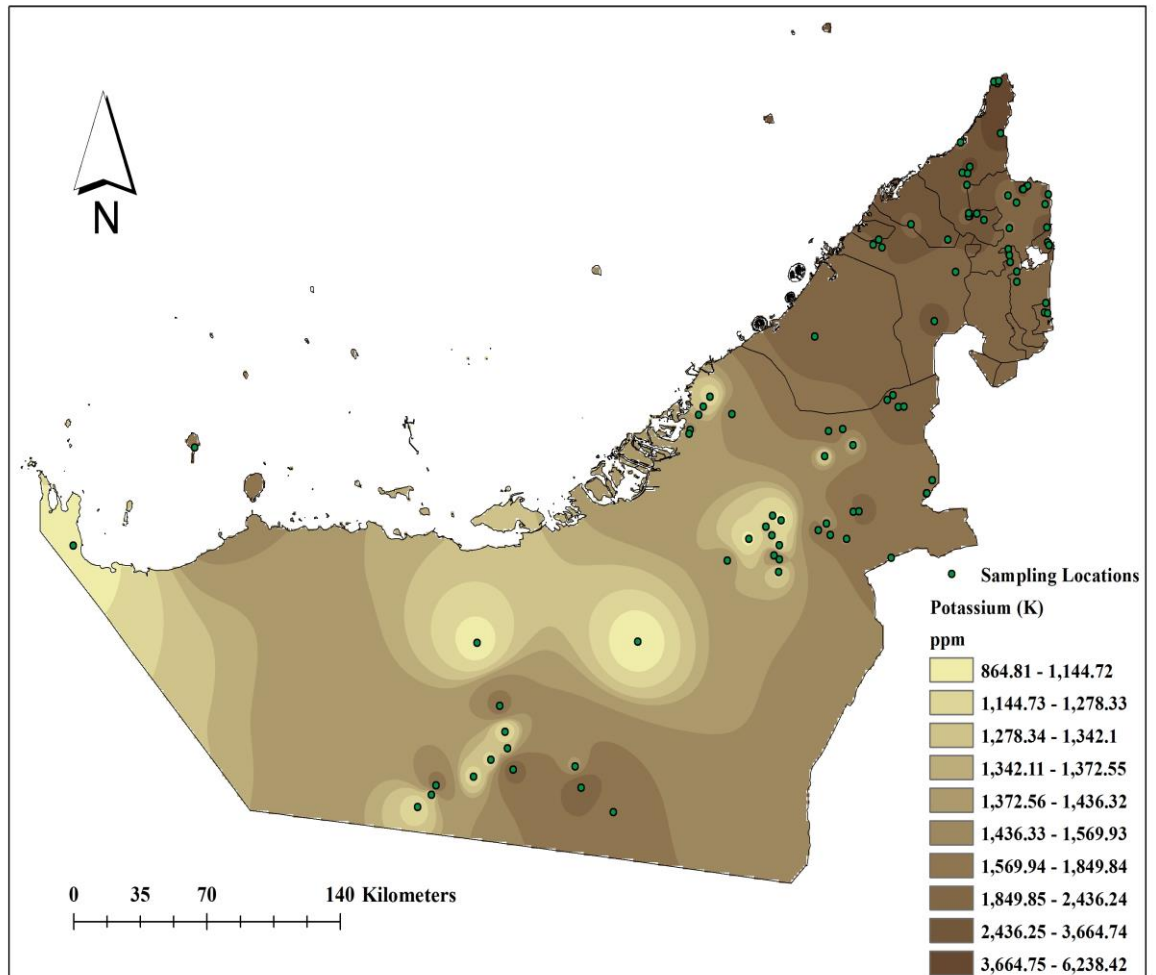 N
Sampling Locations
Potassium (K)
ppm
864.81 - 1,144.72
1,144.73 - 1,278.33
1,278.34 - 1,342.1
1,342.11 - 1,372.55
1,372.56 - 1,436.32
1,436.33 - 1,569.93
1,569.94 - 1,849.84
1,849.85 - 2,436.24
2,436.25 - 3,664.74
3,664.75 - 6,238.42
0 35 70 140 Kilometers